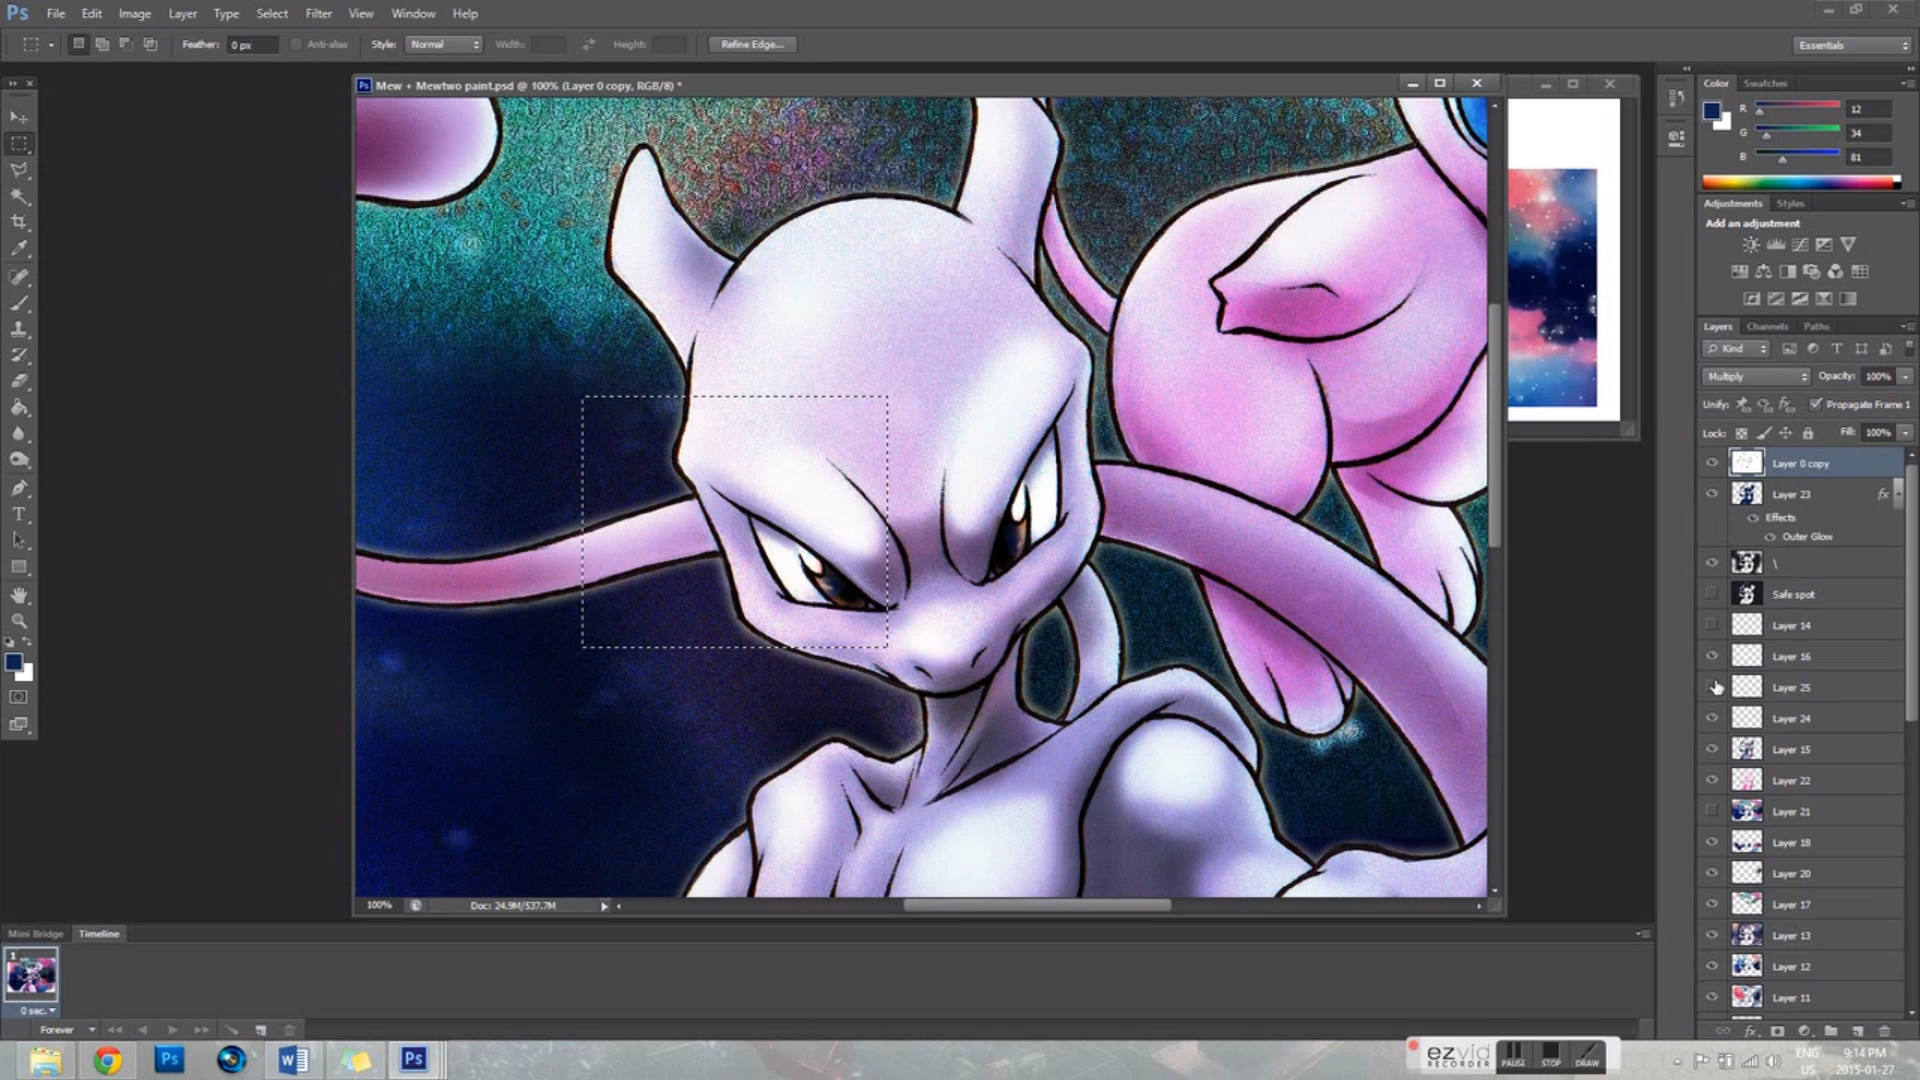 Ps File Edit Image Layer Type Select Filter View Window Help
Feather: 0 px Anti-alias Style: Normal Width: Height: Refine Edge... Essentials
Ps Mew + Mewtwo paint.psd @ 100% (Layer 0 copy, RGB/8) *
Color Swatches
R 12
G 34
B 81
Adjustments Styles
Add an adjustment
Layers Channels Paths
Kind
Multiply Opacity: 100%
Unify: Propagate Frame 1
Lock: Fill: 100%
Layer 0 copy
Layer 23 fx
Effects
Outer Glow
\
Safe spot
Layer 14
Layer 16
Layer 25
Layer 24
Layer 15
Layer 22
Layer 21
Layer 18
Layer 20
Layer 17
Layer 13
Layer 12
Layer 11
100% Doc: 24.9M/537.7M
Mini Bridge Timeline
1
0 sec.
Forever
ezvid
RECORDER
PAUSE STOP DRAW
ENG
US
9:14 PM
2015-01-27